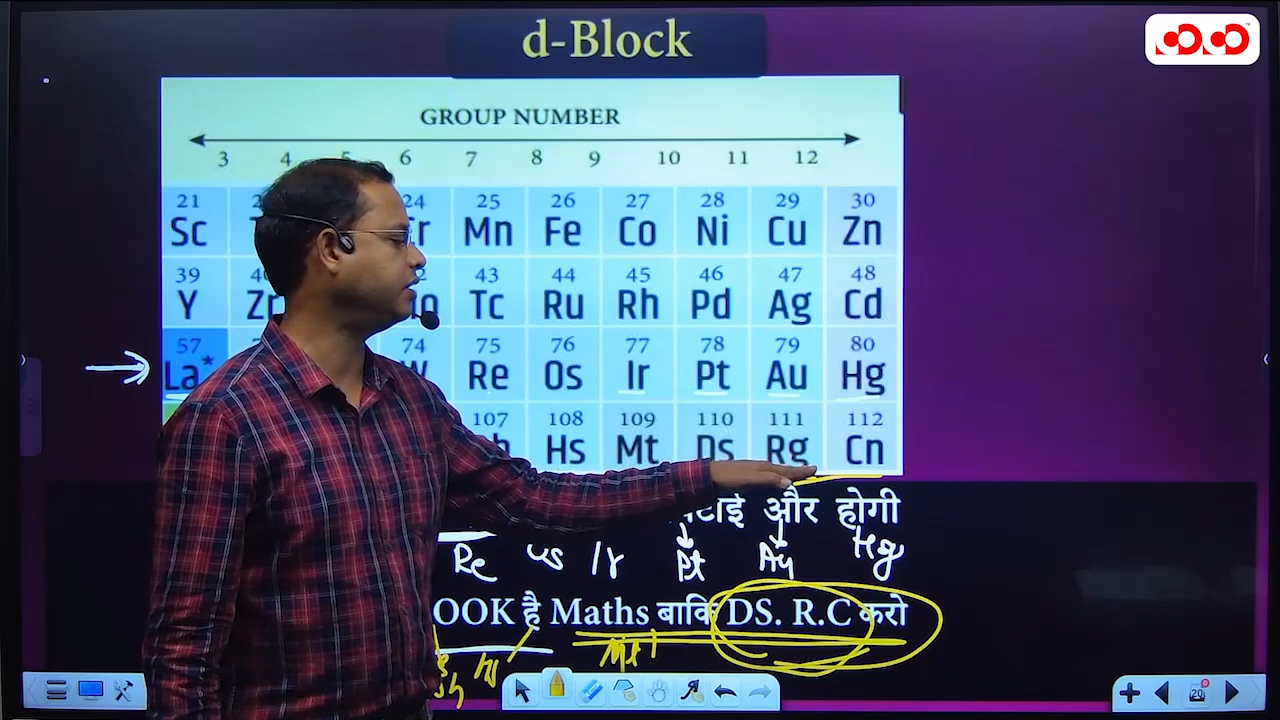 d-Block
GROUP NUMBER
3 4 5 6 7 8 9 10 11 12
21 24 25 26 27 28 29 30
Sc Mn Fe Co Ni Cu Zn
39 43 44 45 46 47 48
Y Zr Tc Ru Rh Pd Ag Cd
57 74 75 76 77 78 79 80
La* W Re Os Ir Pt Au Hg
107 108 109 110 111 112
Hs Mt Ds Rg Cn
और होगी
Re Os Ir Pt Au Hg
OOK है Maths बाकि DS. R.C करो
Mt
20